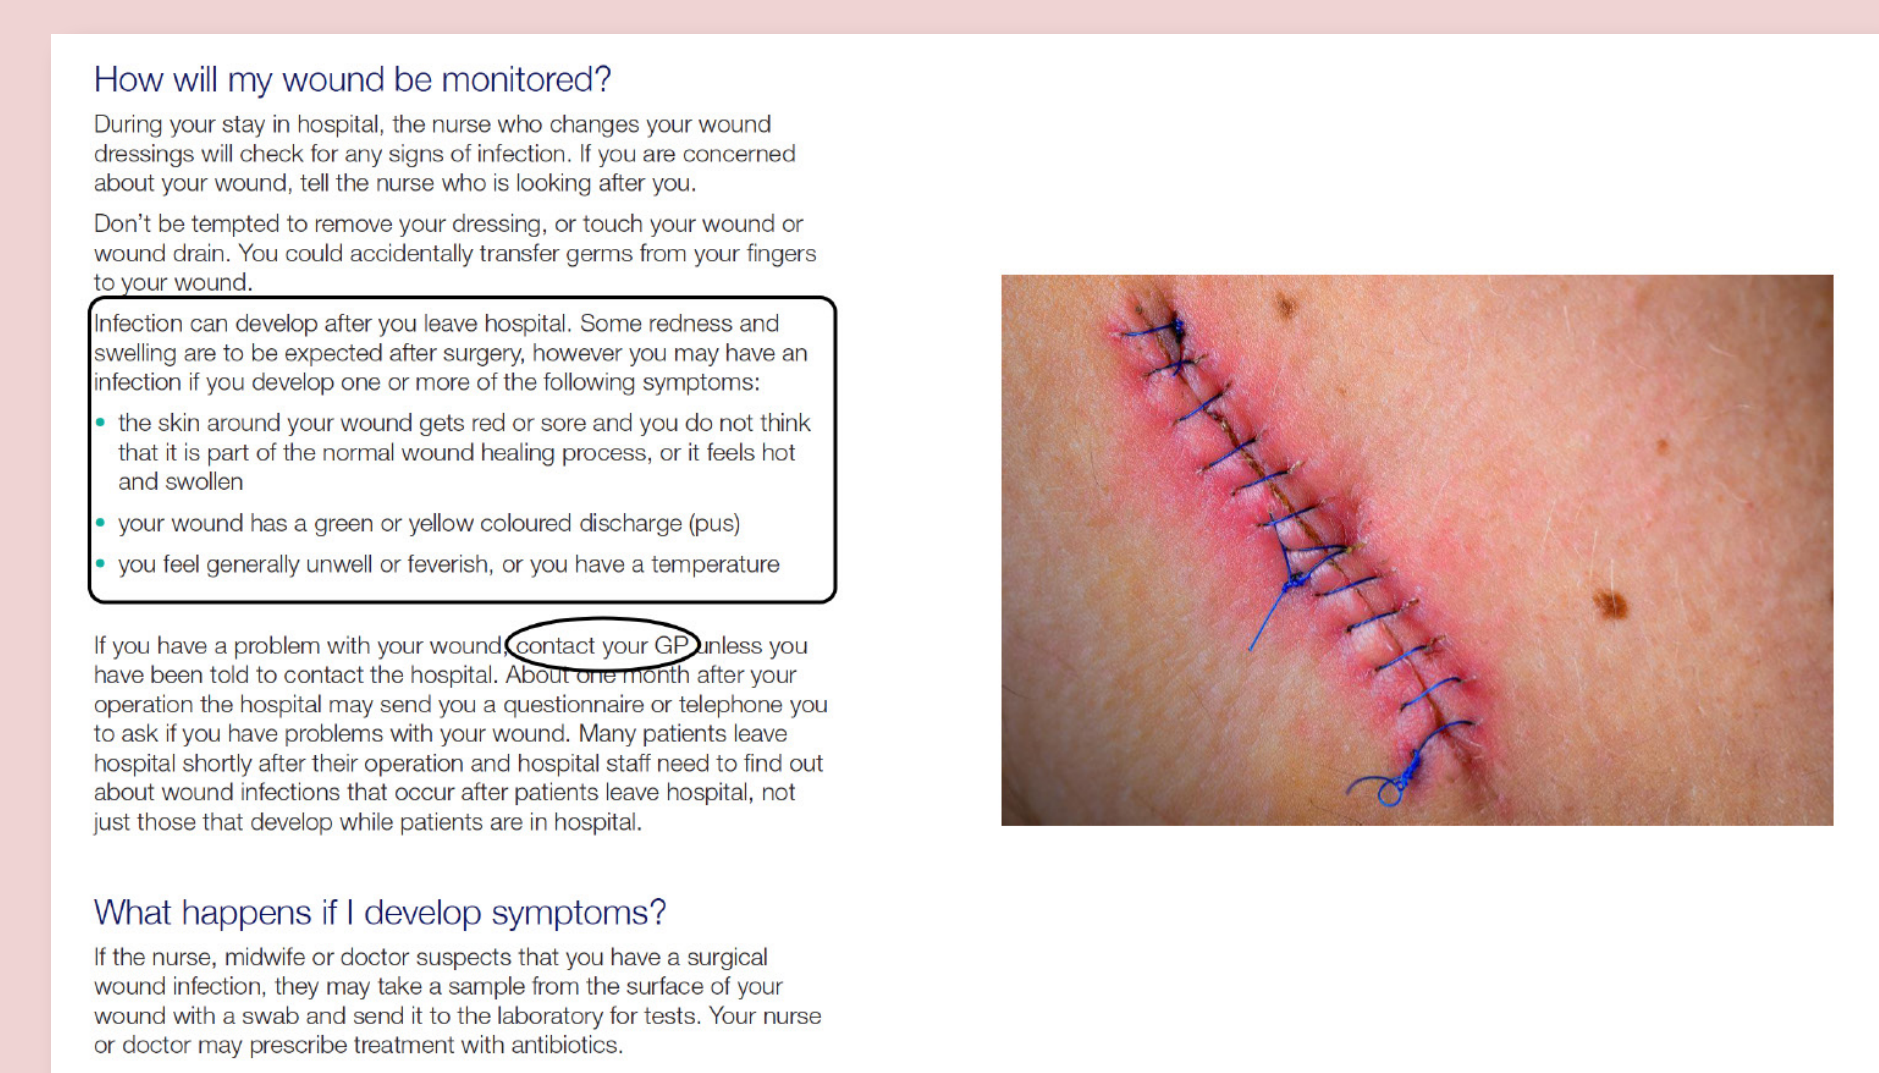 How will my wound be monitored?
During your stay in hospital, the nurse who changes your wound
dressings will check for any signs of infection. If you are concerned
about your wound, tell the nurse who is looking after you.
Don’t be tempted to remove your dressing, or touch your wound or
wound drain. You could accidentally transfer germs from your fingers
to your wound.
Infection can develop after you leave hospital. Some redness and
swelling are to be expected after surgery, however you may have an
infection if you develop one or more of the following symptoms:
• the skin around your wound gets red or sore and you do not think
that it is part of the normal wound healing process, or it feels hot
and swollen
• your wound has a green or yellow coloured discharge (pus)
• you feel generally unwell or feverish, or you have a temperature
If you have a problem with your wound, contact your GP unless you
have been told to contact the hospital. About one month after your
operation the hospital may send you a questionnaire or telephone you
to ask if you have problems with your wound. Many patients leave
hospital shortly after their operation and hospital staff need to find out
about wound infections that occur after patients leave hospital, not
just those that develop while patients are in hospital.
What happens if I develop symptoms?
If the nurse, midwife or doctor suspects that you have a surgical
wound infection, they may take a sample from the surface of your
wound with a swab and send it to the laboratory for tests. Your nurse
or doctor may prescribe treatment with antibiotics.